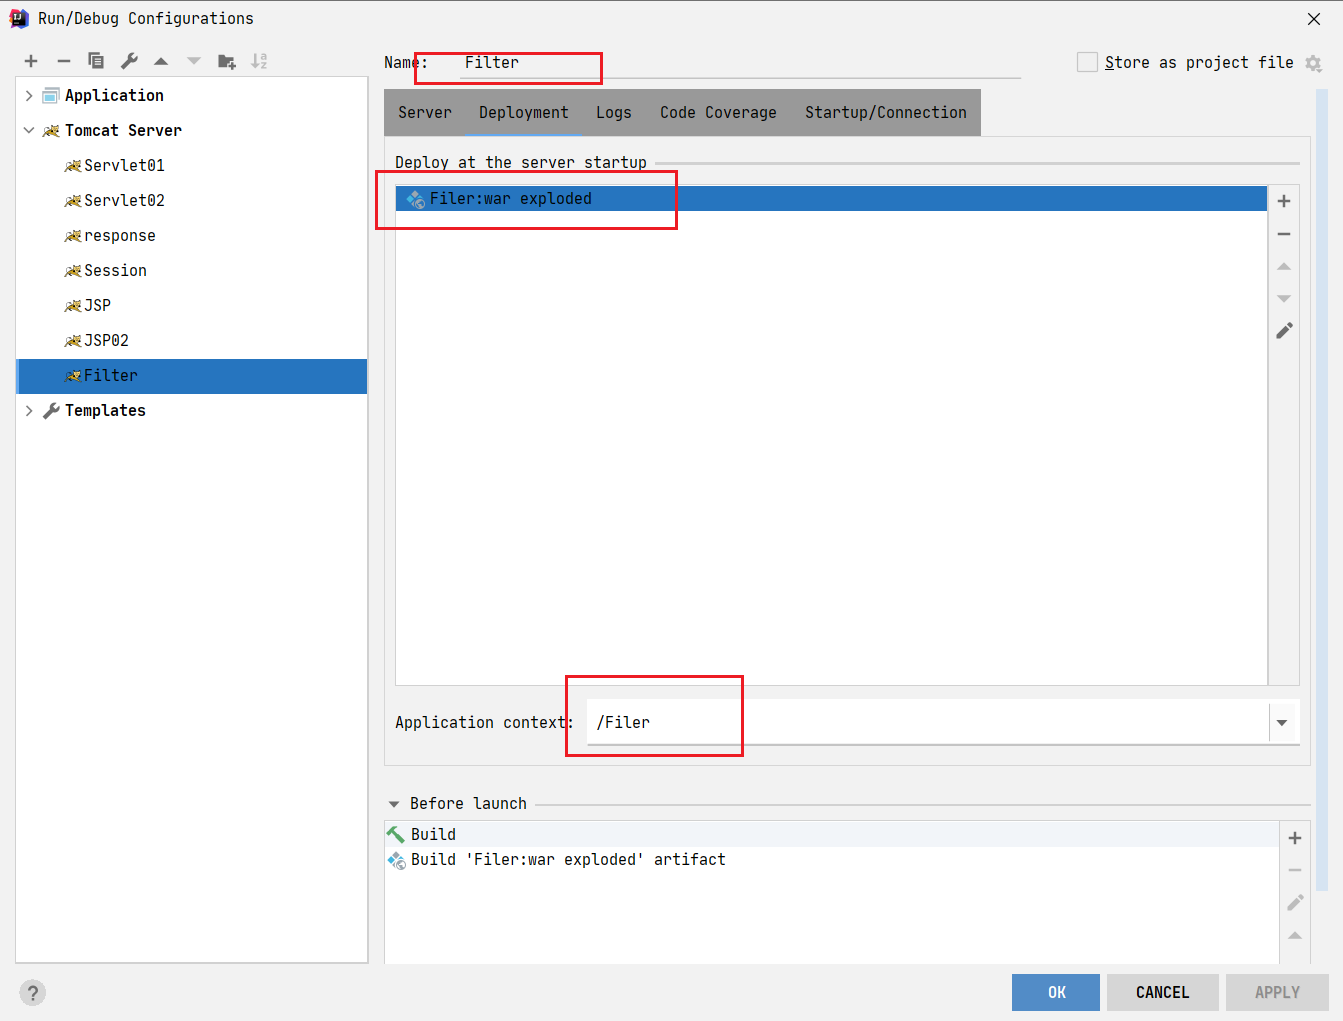 Run/Debug Configurations
Name: Filter
Store as project file
Application
Tomcat Server
Servlet01
Servlet02
response
Session
JSP
JSP02
Filter
Templates
Server Deployment Logs Code Coverage Startup/Connection
Deploy at the server startup
Filer:war exploded
Application context: /Filer
Before launch
Build
Build 'Filer:war exploded' artifact
?
OK CANCEL APPLY